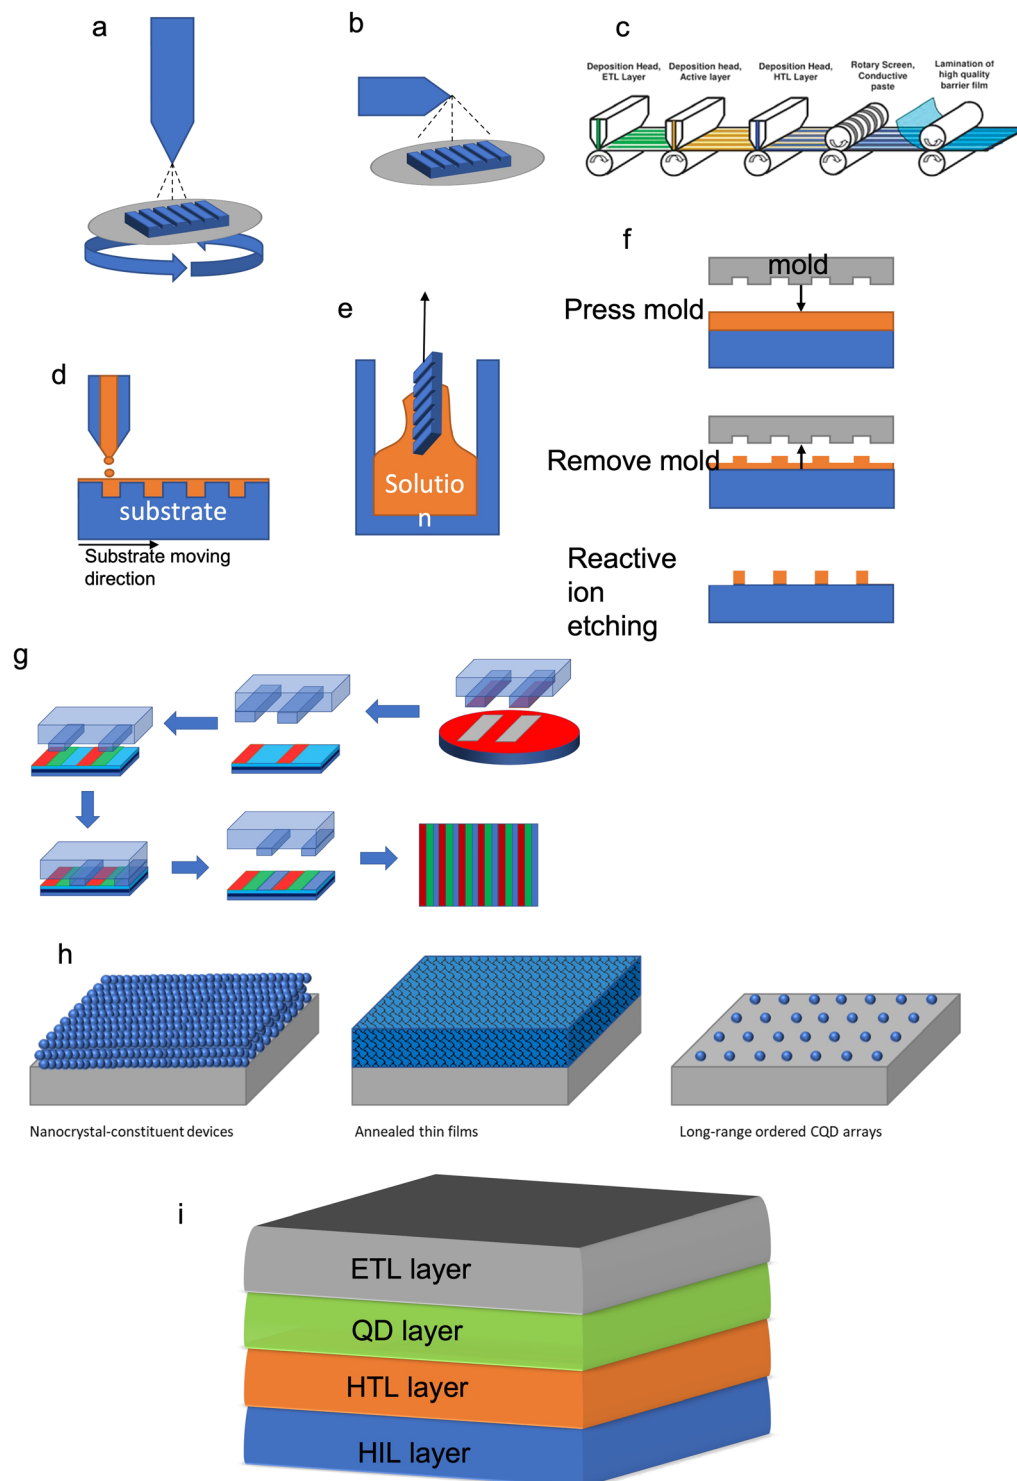 a
b
c
Deposition Head,
ETL Layer
Deposition head,
Active layer
Deposition Head,
HTL Layer
Rotary Screen,
Conductive
paste
Lamination of
high quality
barrier film
f
mold
Press mold
e
d
Remove mold
Solutio
n
substrate
Substrate moving
direction
Reactive
ion
etching
g
h
Nanocrystal-constituent devices
Annealed thin films
Long-range ordered CQD arrays
i
ETL layer
QD layer
HTL layer
HIL layer